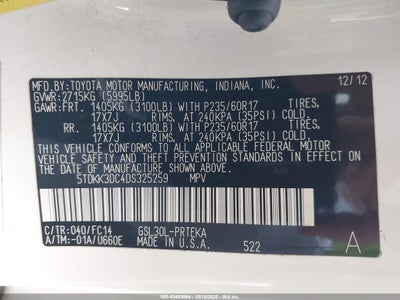 MFD.BY:TOYOTA MOTOR MANUFACTURING, INDIANA, INC. 12/12
GVWR:2715KG (5995LB)
GAWR:FRT. 1405KG (3100LB) WITH P235/60R17 TIRES,
17X7J RIMS, AT 240KPA (35PSI) COLD.
RR. 1405KG (3100LB) WITH P235/60R17 TIRES,
17X7J RIMS, AT 240KPA (35PSI) COLD.
THIS VEHICLE CONFORMS TO ALL APPLICABLE FEDERAL
MOTOR VEHICLE SAFETY, BUMPER, AND THEFT PREVENTION
STANDARDS IN EFFECT ON THE DATE OF MANUFACTURE
SHOWN ABOVE.
5TDKK3DC4DS325259 MPV
C/TR:040/FC14 GSL30L-PRTEKA
A/TM:-01A/U660E 522 A